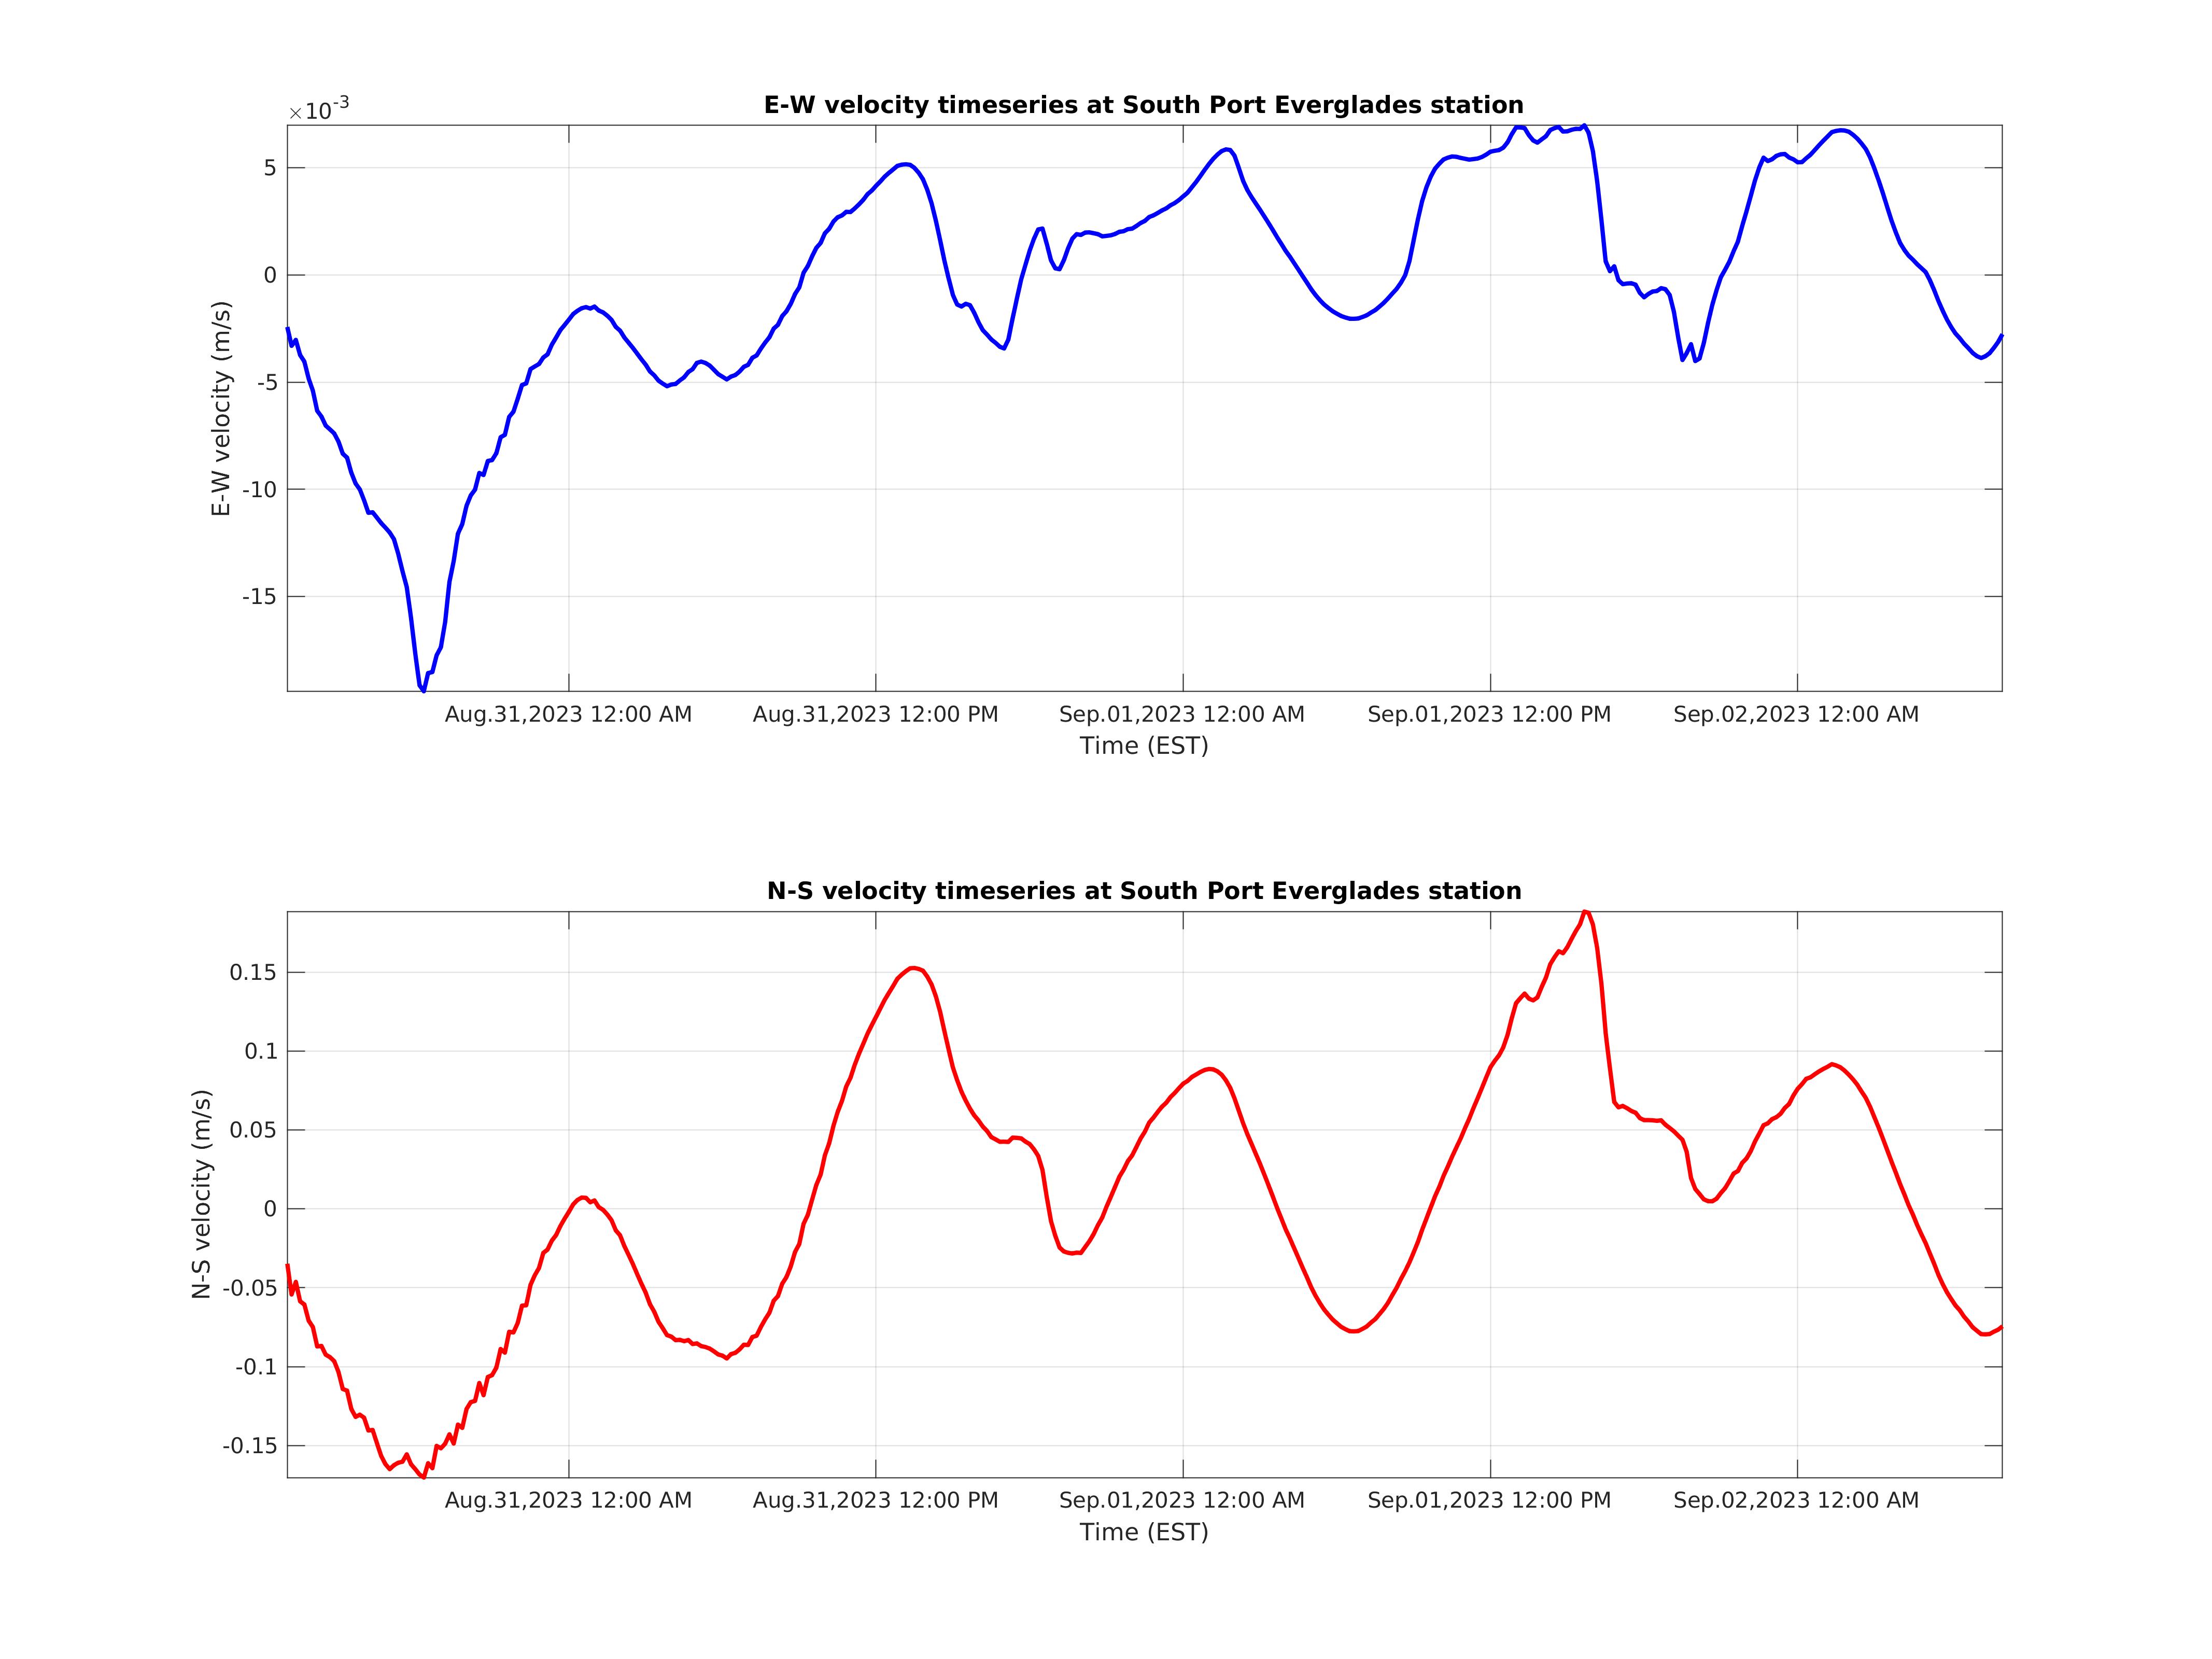 ×10-3
E-W velocity timeseries at South Port Everglades station
5
0
-5
-10
-15
E-W velocity (m/s)
Aug.31,2023 12:00 AM
Aug.31,2023 12:00 PM
Sep.01,2023 12:00 AM
Sep.01,2023 12:00 PM
Sep.02,2023 12:00 AM
Time (EST)
N-S velocity timeseries at South Port Everglades station
0.15
0.1
0.05
0
-0.05
-0.1
-0.15
N-S velocity (m/s)
Aug.31,2023 12:00 AM
Aug.31,2023 12:00 PM
Sep.01,2023 12:00 AM
Sep.01,2023 12:00 PM
Sep.02,2023 12:00 AM
Time (EST)